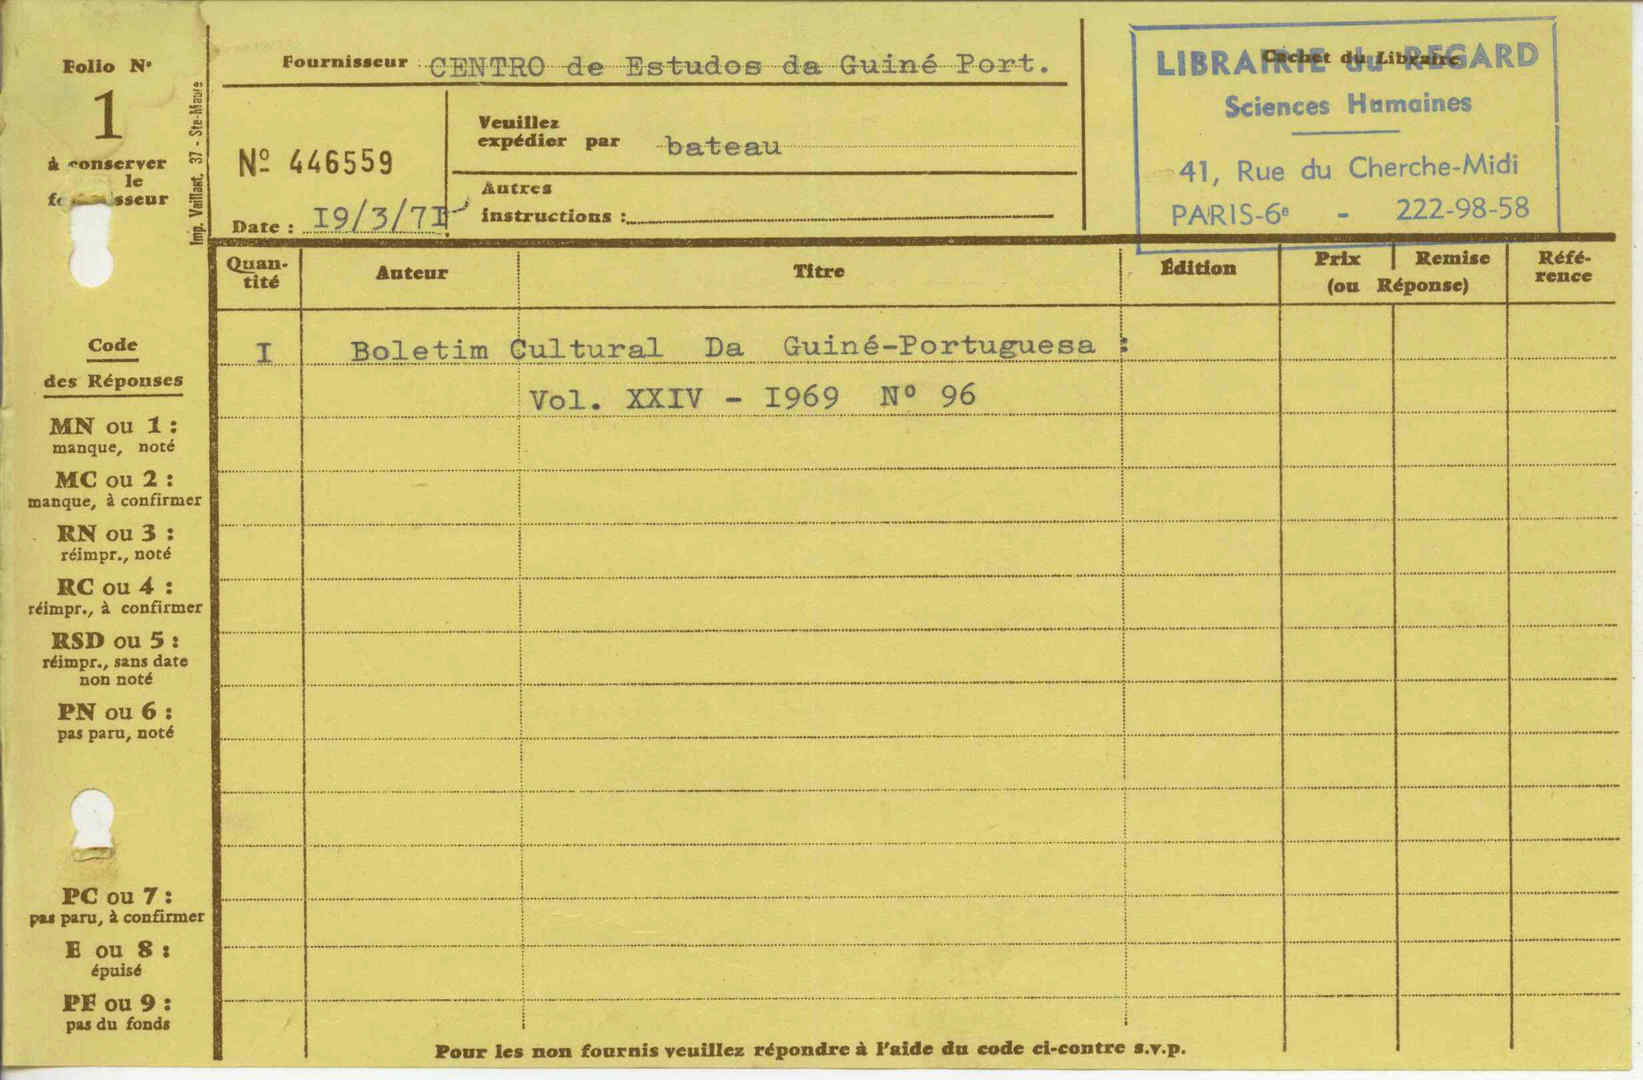 Folio N°
1
à conserver
le
sseur
Imp. Vaillant. 37 - Ste-Maure
Fournisseur CENTRO de Estudos da Guiné Port.
Nº 446559
Date : I9/3/7I
Veuillez
expédier par bateau
Autres
instructions :
Cachet du Libraire
LIBRAIRIE du REGARD
Sciences Humaines
41, Rue du Cherche-Midi
PARIS-6e - 222-98-58
Quan-
tité
Auteur
Titre
Édition
Prix | Remise
(ou Réponse)
Réfé-
rence
I Boletim Cultural Da Guiné-Portuguesa :
Vol. XXIV - I969 Nº 96
Code
des Réponses
MN ou 1 :
manque, noté
MC ou 2 :
manque, à confirmer
RN ou 3 :
réimpr., noté
RC ou 4 :
réimpr., à confirmer
RSD ou 5 :
réimpr., sans date
non noté
PN ou 6 :
pas paru, noté
PC ou 7 :
pas paru, à confirmer
E ou 8 :
épuisé
PF ou 9 :
pas du fonds
Pour les non fournis veuillez répondre à l'aide du code ci-contre s.v.p.